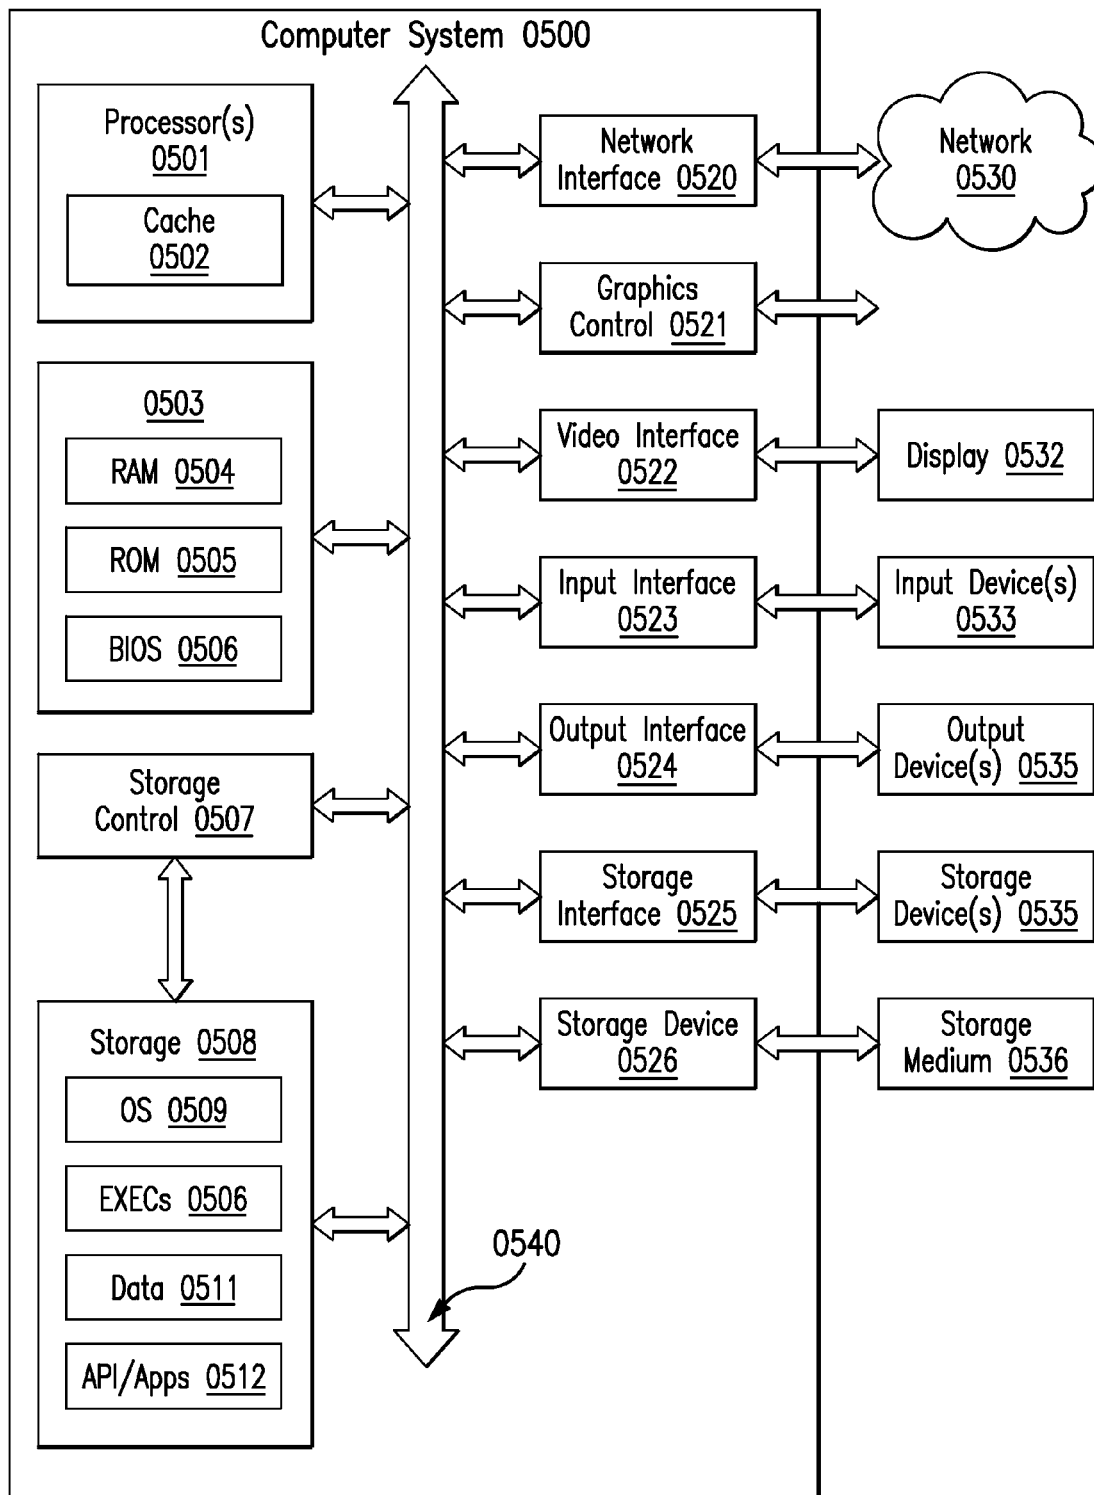 Computer System 0500
Processor(s)
0501
Cache
0502
0503
RAM 0504
ROM 0505
BIOS 0506
Storage
Control 0507
Storage 0508
OS 0509
EXECs 0506
Data 0511
API/Apps 0512
Network
Interface 0520
Graphics
Control 0521
Video Interface
0522
Input Interface
0523
Output Interface
0524
Storage
Interface 0525
Storage Device
0526
0540
Network
0530
Display 0532
Input Device(s)
0533
Output
Device(s) 0535
Storage
Device(s) 0535
Storage
Medium 0536